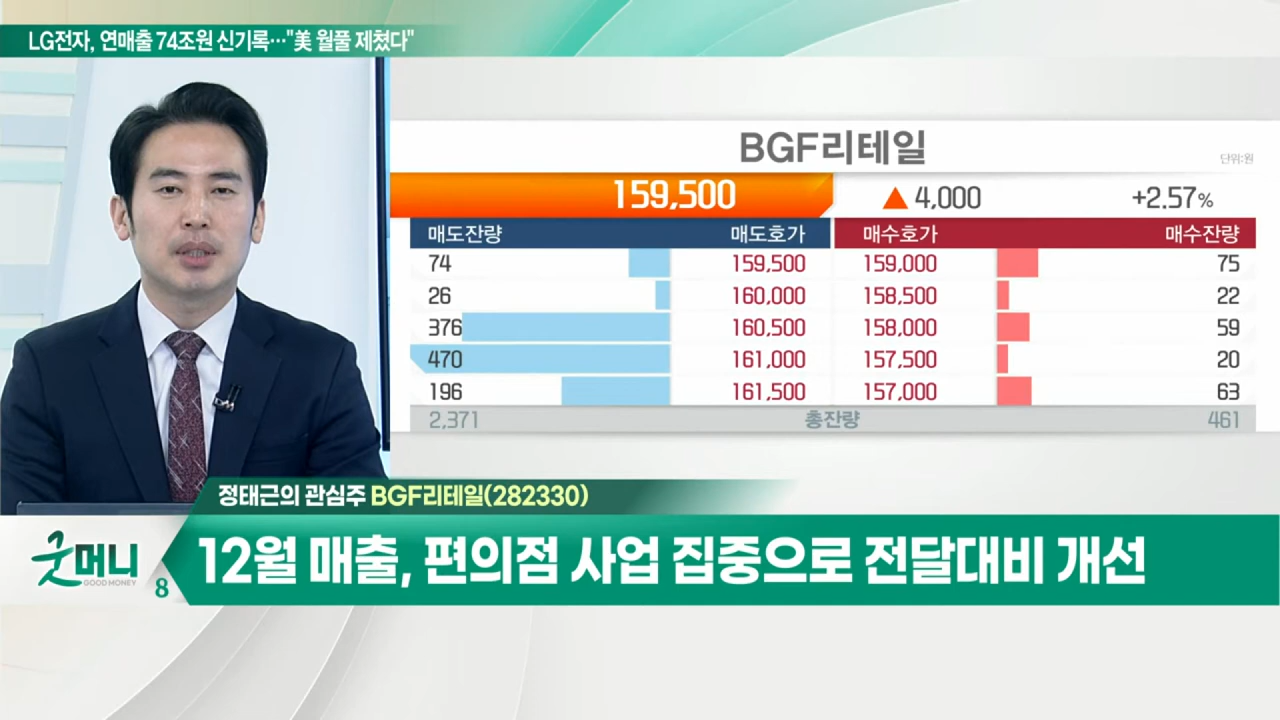 LG전자, 연매출 74조원 신기록…"美 월풀 제쳤다"
BGF리테일
단위:원
159,500 ▲ 4,000 +2.57%
매도잔량 매도호가 매수호가 매수잔량
74 159,500 159,000 75
26 160,000 158,500 22
376 160,500 158,000 59
470 161,000 157,500 20
196 161,500 157,000 63
2,371 총잔량 461
정태근의 관심주 BGF리테일(282330)
굿머니
GOOD MONEY
8
12월 매출, 편의점 사업 집중으로 전달대비 개선